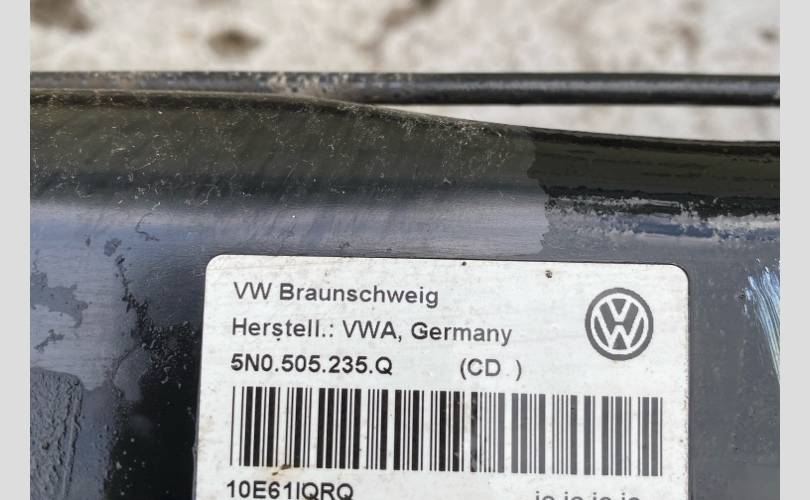 VW Braunschweig
Herstell.: VWA, Germany
5N0.505.235.Q (CD )
10E61IQRQ